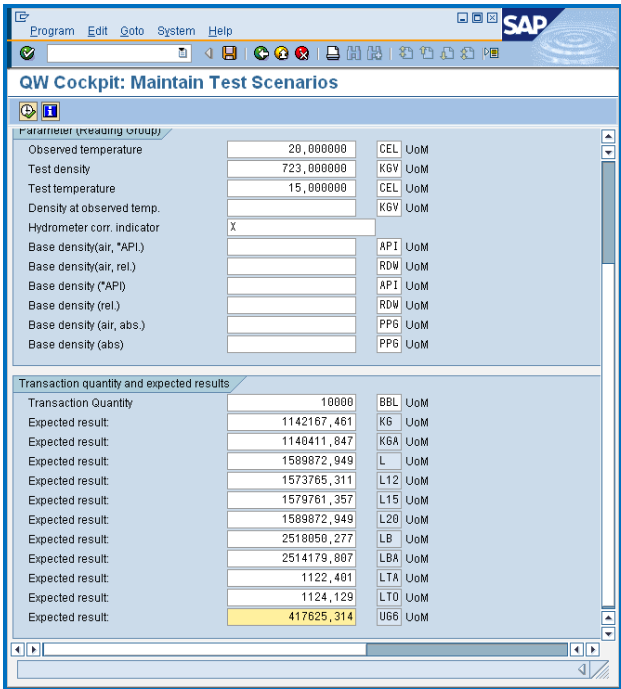 SAP
Program Edit Goto System Help
QW Cockpit: Maintain Test Scenarios
Parameter (Reading Group)
Observed temperature 20,000000 CEL UoM
Test density 723,000000 KGV UoM
Test temperature 15,000000 CEL UoM
Density at observed temp. KGV UoM
Hydrometer corr. indicator X
Base density(air, °API.) API UoM
Base density(air, rel.) RDW UoM
Base density (°API) API UoM
Base density (rel.) RDW UoM
Base density (air, abs.) PPG UoM
Base density (abs) PPG UoM
Transaction quantity and expected results
Transaction Quantity 10000 BBL UoM
Expected result: 1142167,461 KG UoM
Expected result: 1140411,847 KGA UoM
Expected result: 1589872,949 L UoM
Expected result: 1573765,311 L12 UoM
Expected result: 1579761,357 L15 UoM
Expected result: 1589872,949 L20 UoM
Expected result: 2518050,277 LB UoM
Expected result: 2514179,807 LBA UoM
Expected result: 1122,401 LTA UoM
Expected result: 1124,129 LTO UoM
Expected result: 417625,314 UG6 UoM